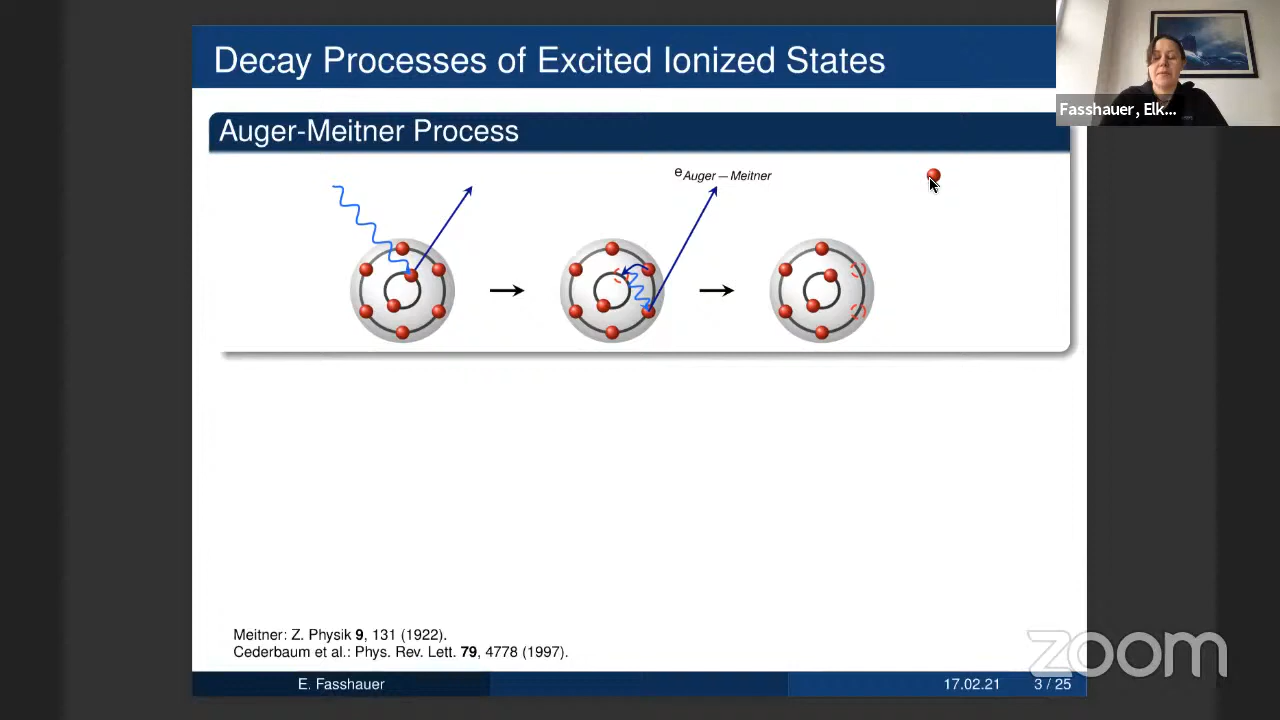 Decay Processes of Excited Ionized States
Fasshauer, Elk...
Auger-Meitner Process
e Auger – Meitner
Meitner: Z. Physik 9, 131 (1922).
Cederbaum et al.: Phys. Rev. Lett. 79, 4778 (1997).
zoom
E. Fasshauer 17.02.21 3 / 25